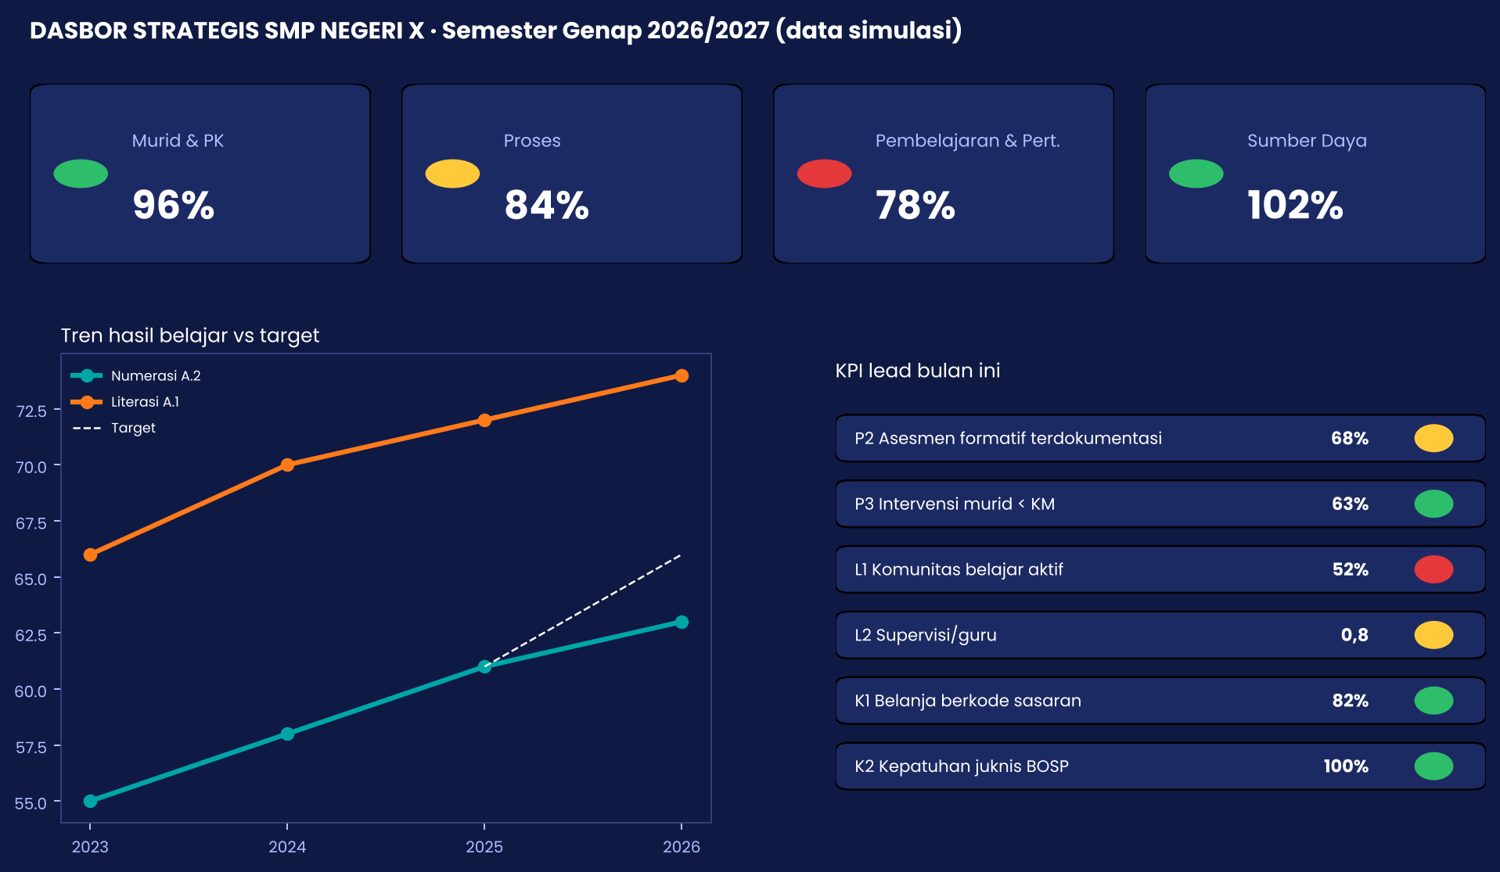 DASBOR STRATEGIS SMP NEGERI X · Semester Genap 2026/2027 (data simulasi)
Murid & PK
96%
Proses
84%
Pembelajaran & Pert.
78%
Sumber Daya
102%
Tren hasil belajar vs target
Numerasi A.2
Literasi A.1
Target
72.5
70.0
67.5
65.0
62.5
60.0
57.5
55.0
2023 2024 2025 2026
KPI lead bulan ini
P2 Asesmen formatif terdokumentasi 68%
P3 Intervensi murid < KM 63%
L1 Komunitas belajar aktif 52%
L2 Supervisi/guru 0,8
K1 Belanja berkode sasaran 82%
K2 Kepatuhan juknis BOSP 100%